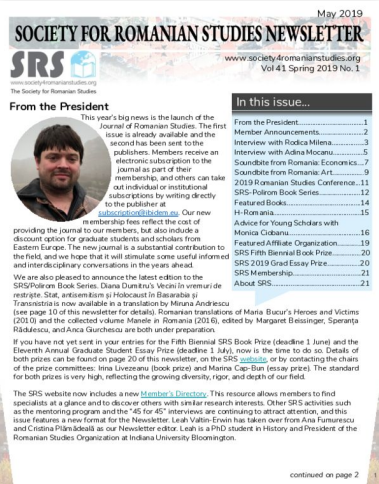 May 2019
SOCIETY FOR ROMANIAN STUDIES NEWSLETTER
SRS
www.society4romanianstudies.org
The Society for Romanian Studies
www.society4romanianstudies.org
Vol 41 Spring 2019 No. 1
From the President
This year's big news is the launch of the
Journal of Romanian Studies. The first
issue is already available and the
second has been sent to the
publishers. Members receive an
electronic subscription to the
journal as part of their
membership, and others can take
out individual or institutional
subscriptions by writing directly
to the publisher at
subscription@ibidem.eu. Our new
membership fees reflect the cost of
providing the journal to our members, but also include a
discount option for graduate students and scholars from
Eastern Europe. The new journal is a substantial contribution to
the field, and we hope that it will stimulate some useful informed
and interdisciplinary conversations in the years ahead.
We are also pleased to announce the latest edition to the
SRS/Polirom Book Series. Diana Dumitru's Vecini în vremuri de
restriște. Stat, antisemitism și Holocaust în Basarabia și
Transnistria is now available in a translation by Miruna Andriescu
(see page 10 of this newsletter for details). Romanian translations of Maria Bucur's Heroes and Victims
(2010) and the collected volume Manele in Romania (2016), edited by Margaret Beissinger, Speranța
Rădulescu, and Anca Giurchescu are both under preparation.
If you have not yet sent in your entries for the Fifth Biennial SRS Book Prize (deadline 1 June) and the
Eleventh Annual Graduate Student Essay Prize (deadline 1 July), now is the time to do so. Details of
both prizes can be found on page 20 of this newsletter, on the SRS website, or by contacting the chairs
of the prize committees: Irina Livezeanu (book prize) and Marina Cap-Bun (essay prize). The standard
for both prizes is very high, reflecting the growing diversity, rigor, and depth of our field.
The SRS website now includes a new Member's Directory. This resource allows members to find
specialists at a glance and to discover others with similar research interests. Other SRS activities such
as the mentoring program and the "45 for 45" interviews are continuing to attract attention, and this
issue features a new format for the Newsletter. Leah Valtin-Erwin has taken over from Ana Fumurescu
and Cristina Plămădeală as our Newsletter editor. Leah is a PhD student in History and President of the
Romanian Studies Organization at Indiana University Bloomington.
In this issue...
From the President...1
Member Announcements...2
Interview with Rodica Milena...3
Interview with Adina Mocanu...5
Soundbite from Romania: Economics...7
Soundbite from Romania: Art...9
2019 Romanian Studies Conference...11
SRS-Polirom Book Series...12
Featured Books...14
H-Romania...15
Advice for Young Scholars with
Monica Ciobanu...16
Featured Affiliate Organization...19
SRS Fifth Biennial Book Prize...20
SRS 2019 Grad Essay Prize...20
SRS Membership...21
About SRS...21
continued on page 2
1